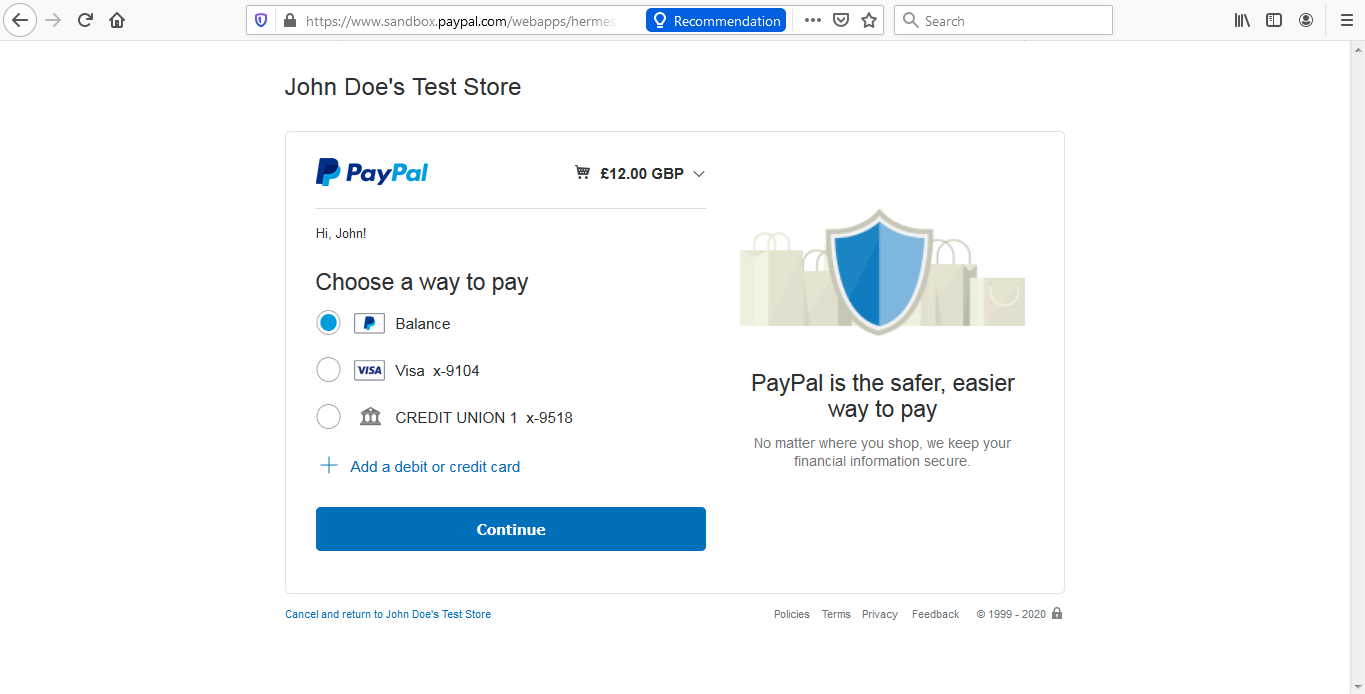 https://www.sandbox.paypal.com/webapps/hermes
Recommendation
Search
John Doe's Test Store
PayPal
£12.00 GBP
Hi, John!
Choose a way to pay
Balance
VISA
Visa x-9104
CREDIT UNION 1 x-9518
Add a debit or credit card
Continue
PayPal is the safer, easier
way to pay
No matter where you shop, we keep your
financial information secure.
Cancel and return to John Doe's Test Store
Policies Terms Privacy Feedback © 1999 - 2020